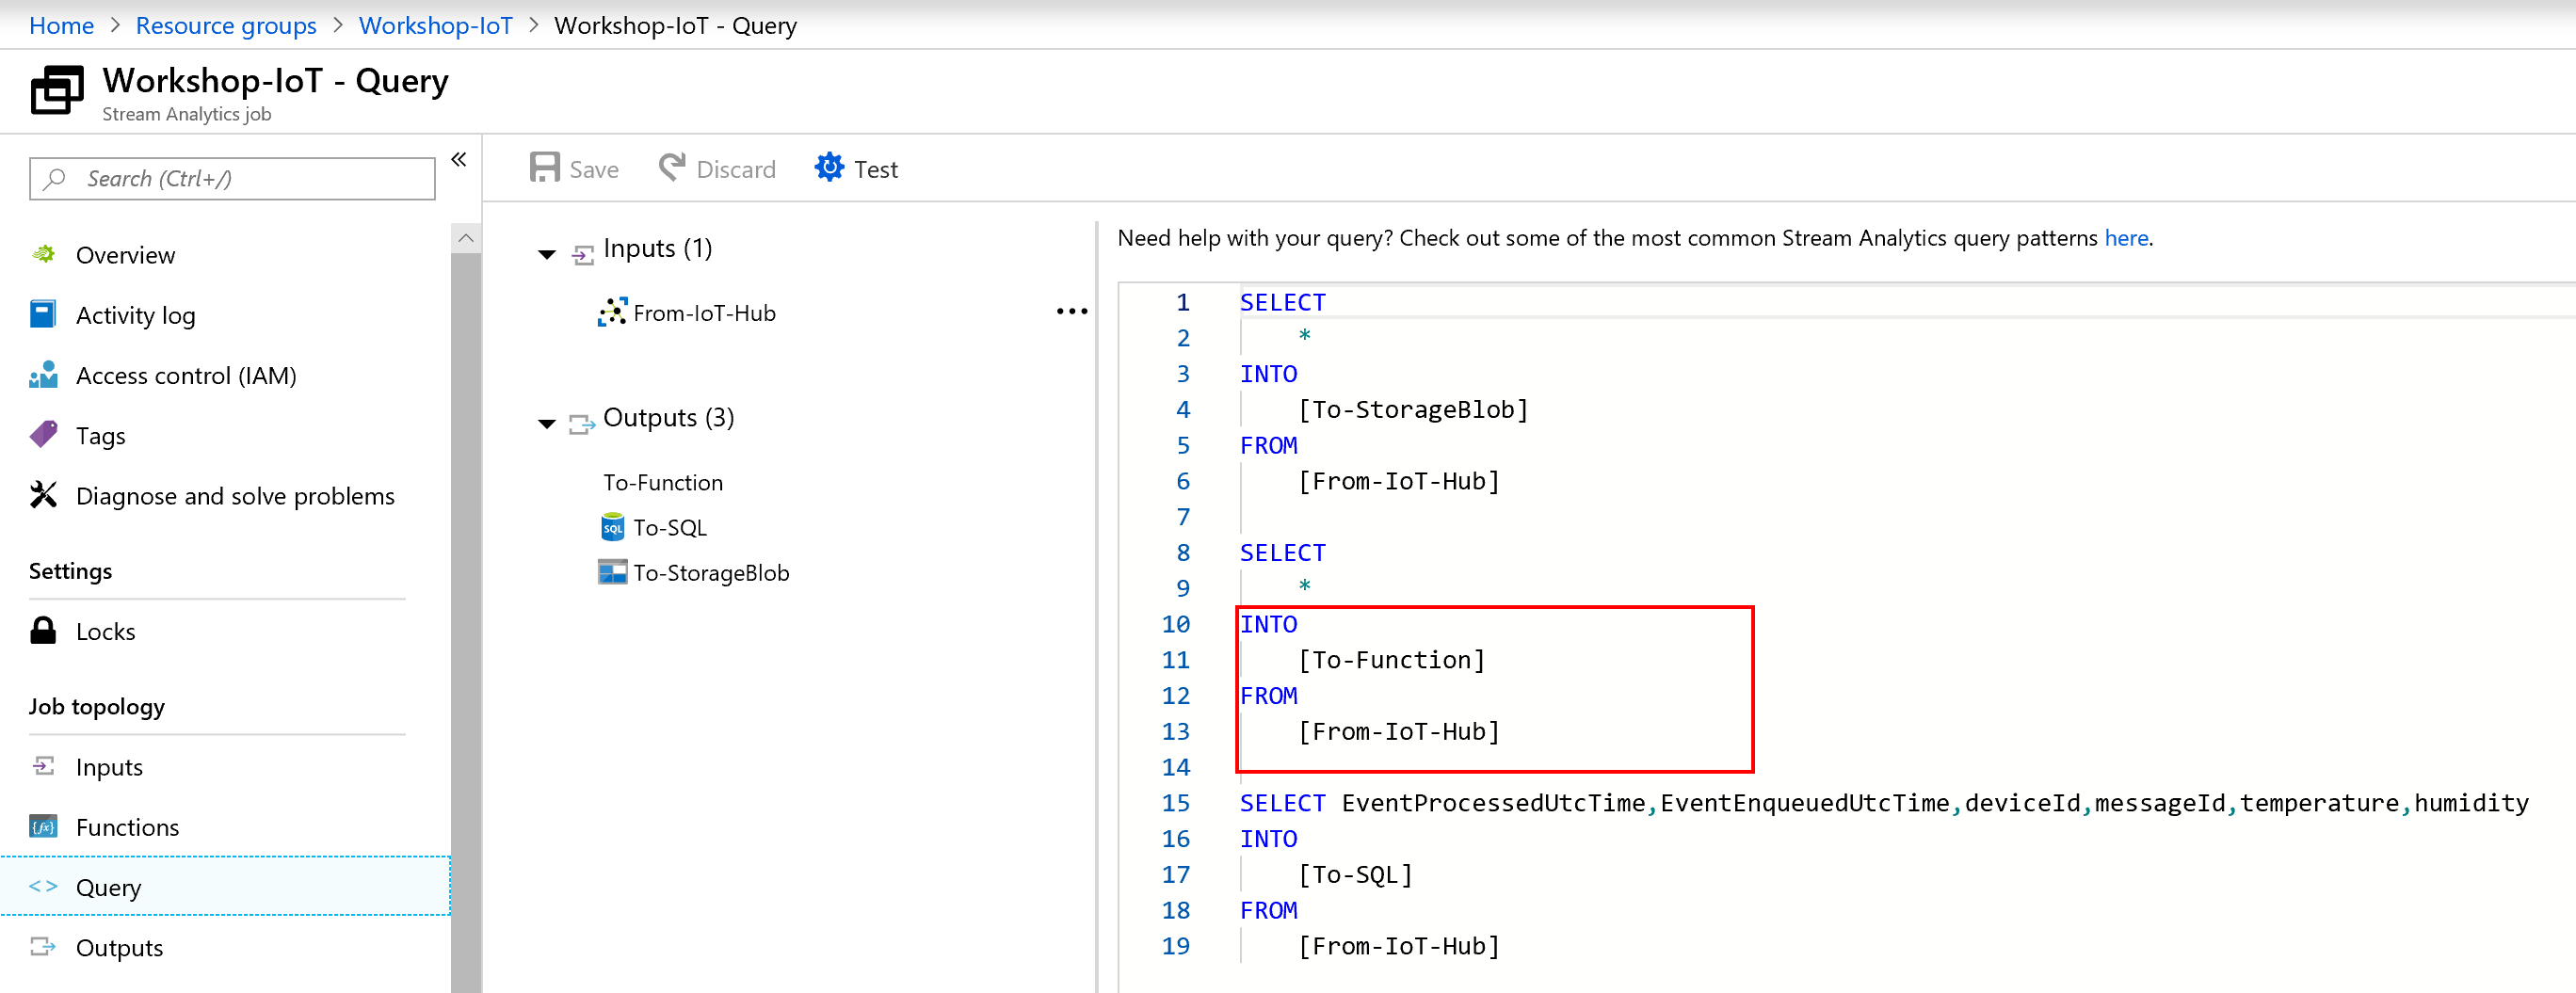 Home > Resource groups > Workshop-IoT > Workshop-IoT - Query
Workshop-IoT - Query
Stream Analytics job
Search (Ctrl+/)
«
Overview
Activity log
Access control (IAM)
Tags
Diagnose and solve problems
Settings
Locks
Job topology
Inputs
Functions
Query
Outputs
Save Discard Test
Inputs (1)
From-IoT-Hub ...
Outputs (3)
To-Function
SQL To-SQL
To-StorageBlob
Need help with your query? Check out some of the most common Stream Analytics query patterns here.
1 SELECT
2 *
3 INTO
4 [To-StorageBlob]
5 FROM
6 [From-IoT-Hub]
7
8 SELECT
9 *
10 INTO
11 [To-Function]
12 FROM
13 [From-IoT-Hub]
14
15 SELECT EventProcessedUtcTime,EventEnqueuedUtcTime,deviceId,messageId,temperature,humidity
16 INTO
17 [To-SQL]
18 FROM
19 [From-IoT-Hub]